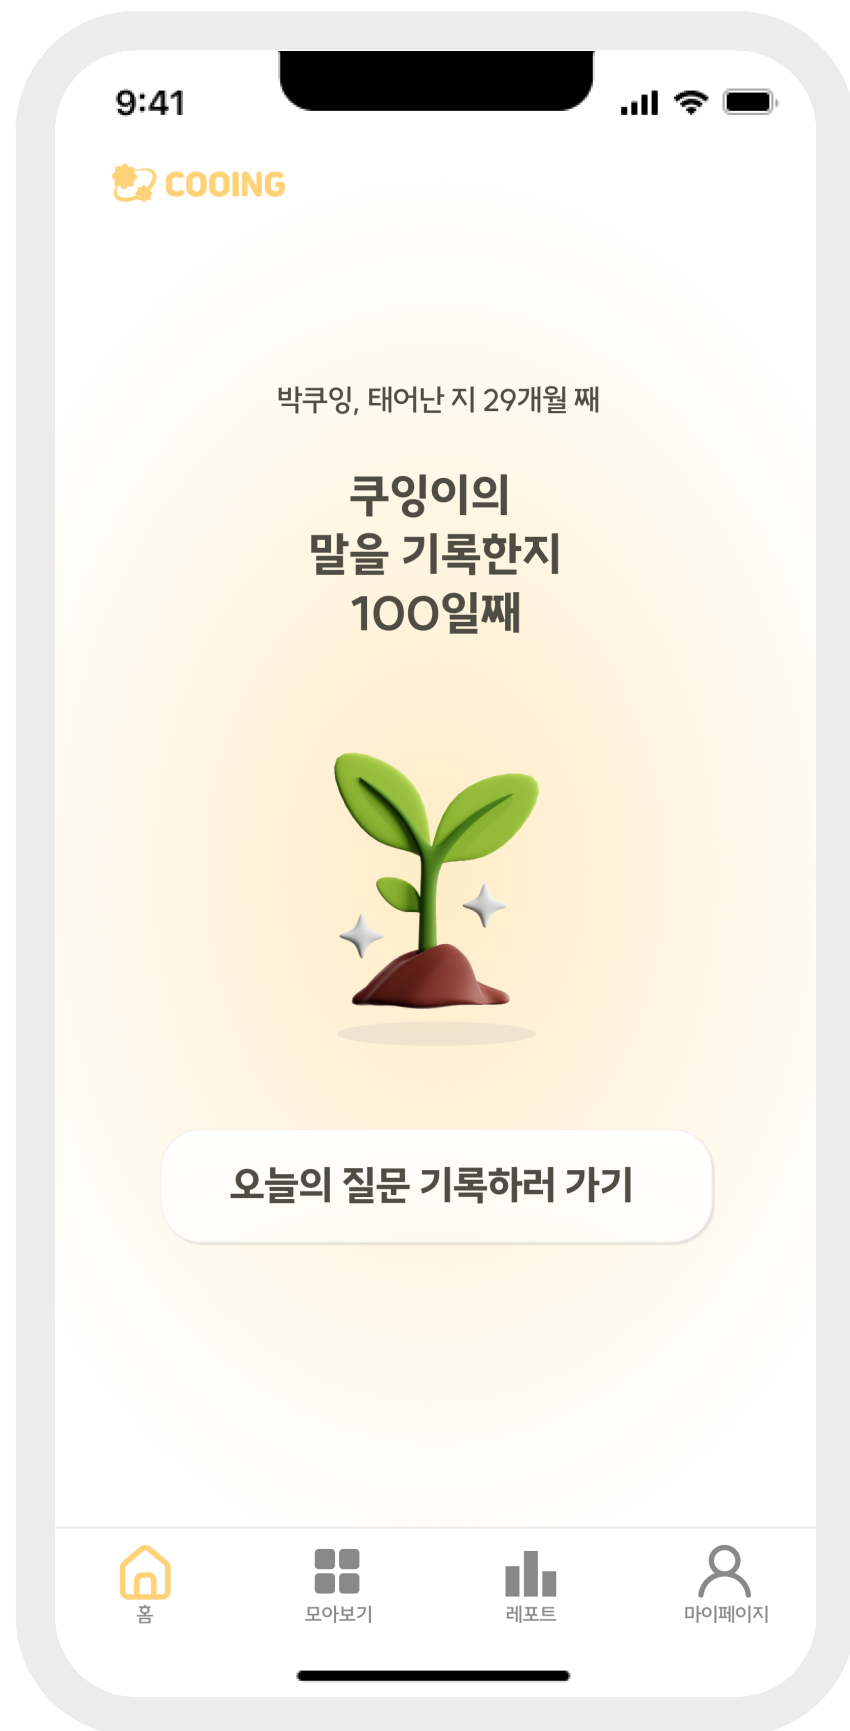 9:41
COOING
박쿠잉, 태어난 지 29개월 째
쿠잉이의
말을 기록한지
100일째
오늘의 질문 기록하러 가기
홈
모아보기
레포트
마이페이지